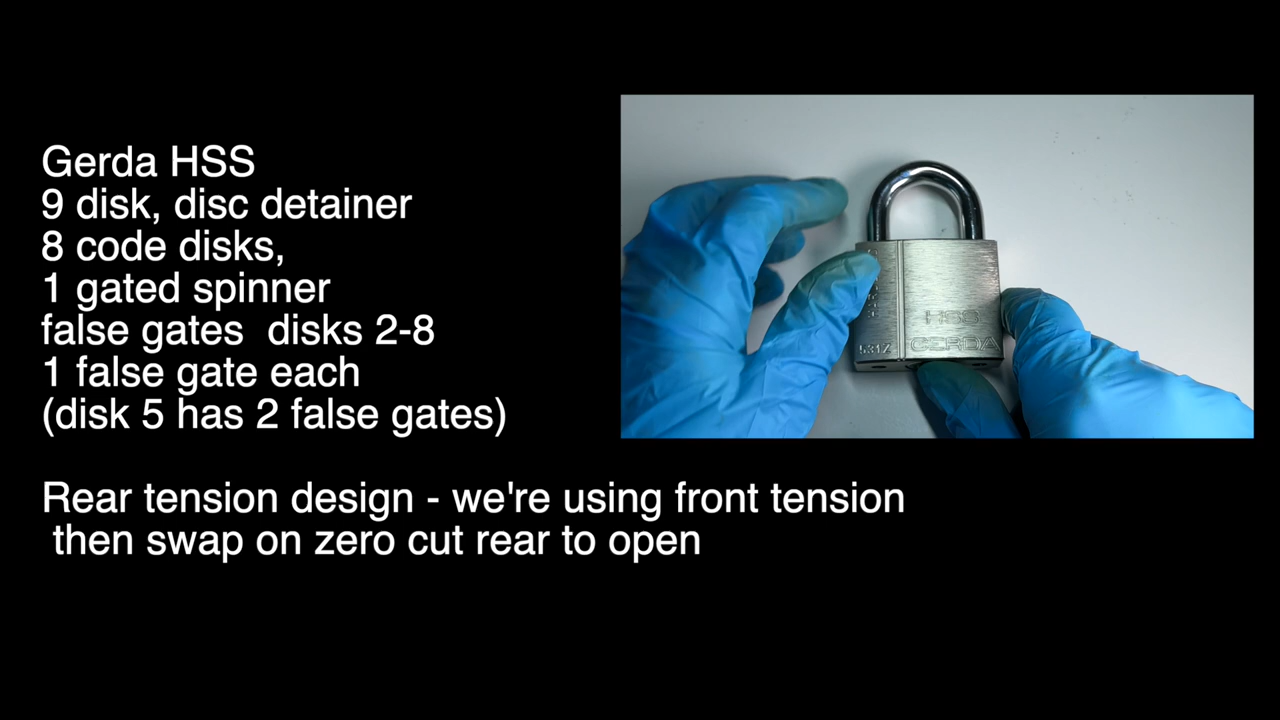 Gerda HSS
9 disk, disc detainer
8 code disks,
1 gated spinner
false gates  disks 2-8
1 false gate each
(disk 5 has 2 false gates)
Rear tension design - we're using front tension
then swap on zero cut rear to open
HSS
GERDA